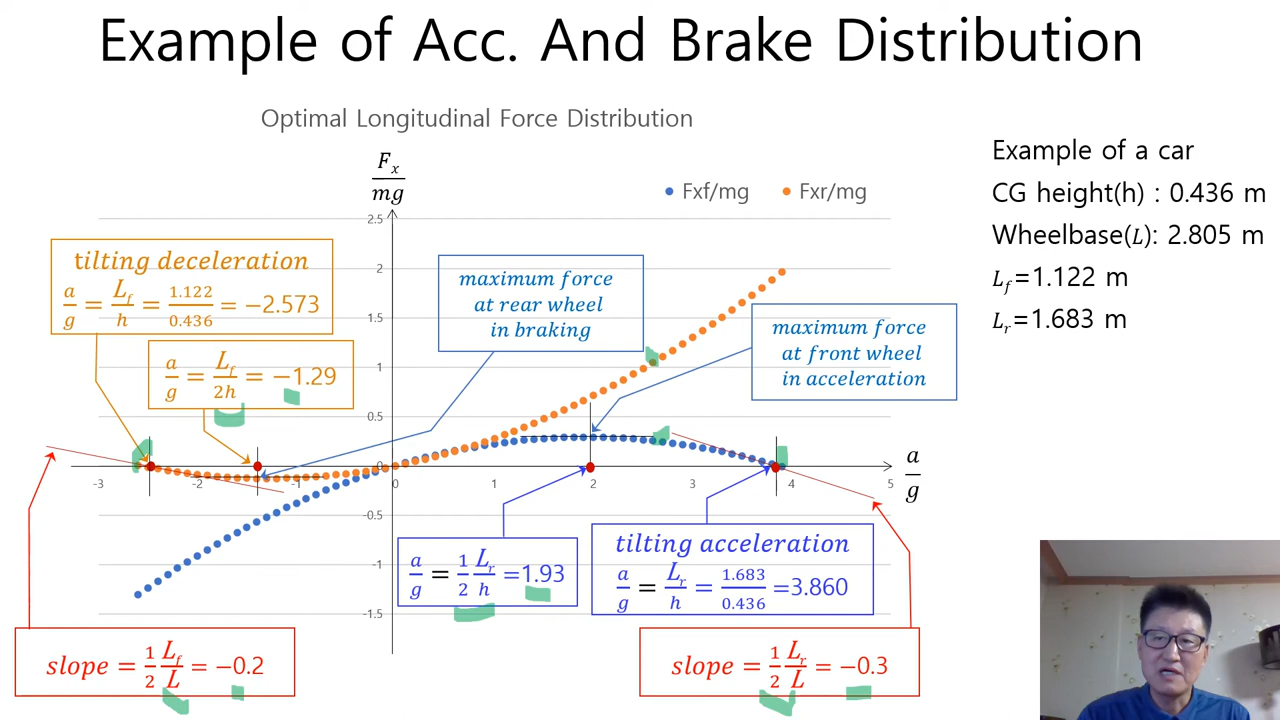 Example of Acc. And Brake Distribution
Optimal Longitudinal Force Distribution
F_x/mg
Fxf/mg
Fxr/mg
Example of a car
CG height(h) : 0.436 m
Wheelbase(L): 2.805 m
L_f=1.122 m
L_r=1.683 m
tilting deceleration
a/g = L_f/h = 1.122/0.436 = −2.573
a/g = L_f/2h = −1.29
maximum force
at rear wheel
in braking
maximum force
at front wheel
in acceleration
2.5
2
1.5
1
0.5
0
-0.5
-1
-1.5
-3
-2
-1
0
1
2
3
4
5
a/g
a/g = 1/2 L_r/h =1.93
tilting acceleration
a/g = L_r/h = 1.683/0.436 =3.860
slope = 1/2 L_f/L = −0.2
slope = 1/2 L_r/L = −0.3